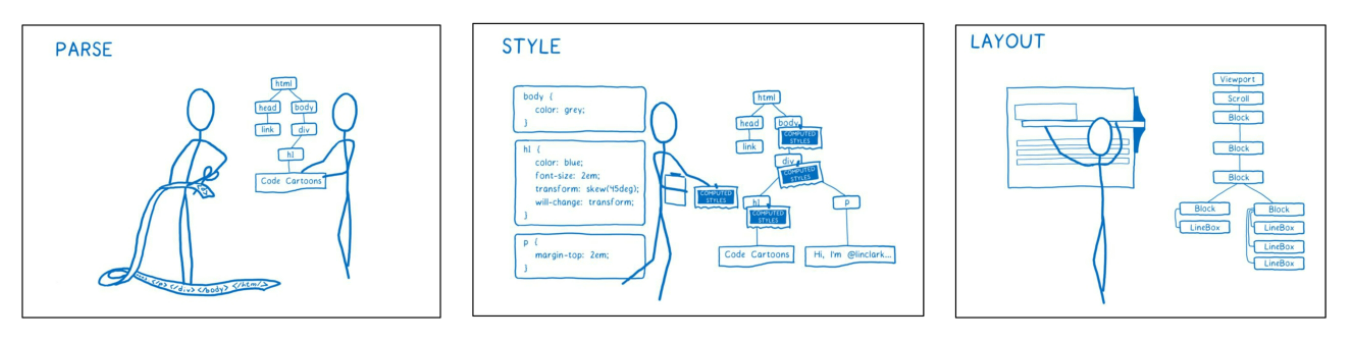 PARSE
html
head
body
link
div
h1
Code Cartoons
</p> </div> </body> </html>
STYLE
body {
color: grey;
}
h1 {
color: blue;
font-size: 2em;
transform: skew(45deg);
will-change: transform;
}
p {
margin-top: 2em;
}
html
head
body
COMPUTED
STYLES
link
div
COMPUTED
STYLES
COMPUTED
STYLES
h1
COMPUTED
STYLES
p
Code Cartoons
Hi, I'm @linclark...
LAYOUT
Viewport
Scroll
Block
Block
Block
Block
LineBox
Block
LineBox
LineBox
LineBox